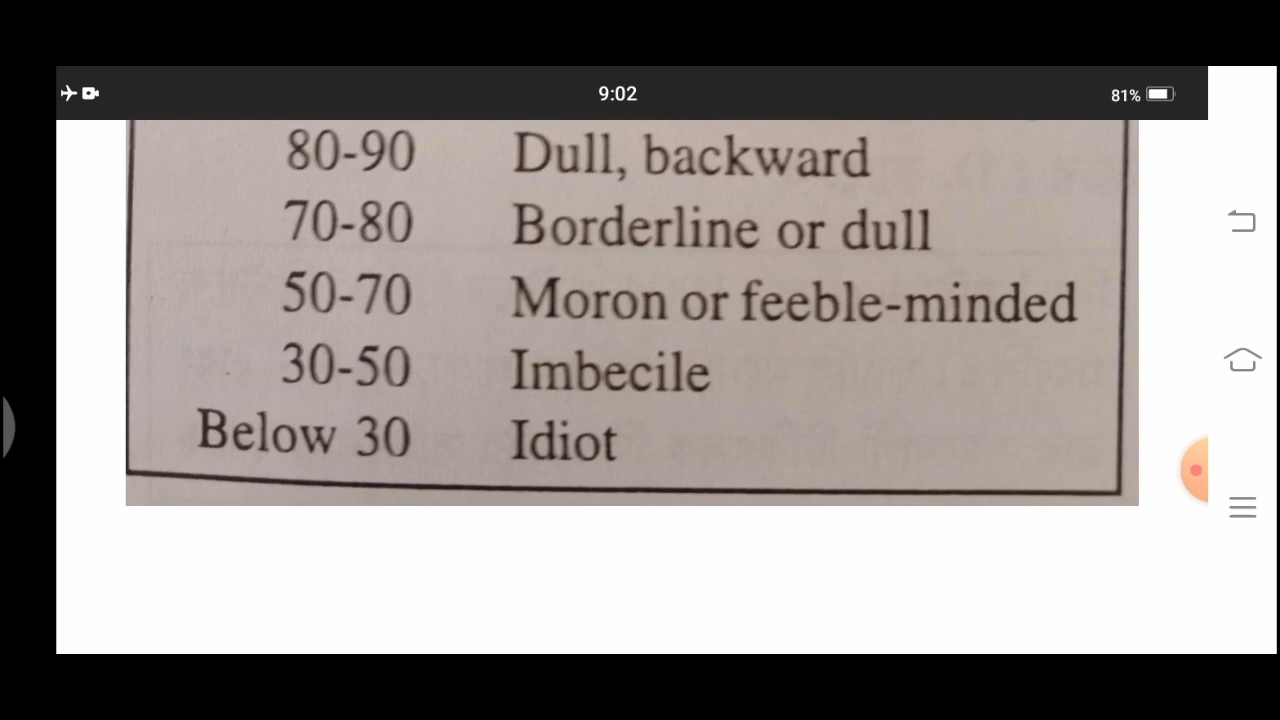 9:02
81%
80-90 Dull, backward
70-80 Borderline or dull
50-70 Moron or feeble-minded
30-50 Imbecile
Below 30 Idiot